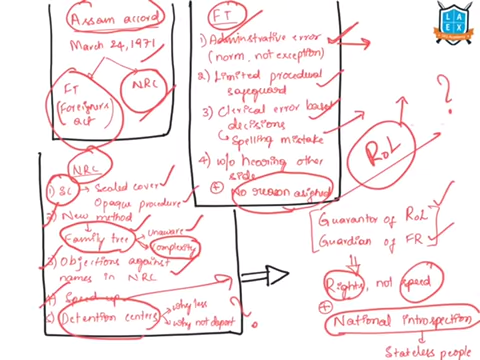 Assam accord
March 24, 1971
FT
(Foreigners
act)
NRC
FT
1) Administrative error
(norm, not exception)
2) Limited procedural
safeguard
3) Clerical error based
decisions
Spelling mistake
4) w/o hearing other
side
+ No reason assigned
LAEX
RoL
?
NRC
1) SC → Sealed cover
Opaque procedure
2) New method
Family tree
Unaware
complexity
3) Objections against
names in NRC
4) Speed up
5) Detention centres
Why less
Why not deport
?
Guarantor of RoL
Guardian of FR
Rights, not speed
+
National introspection
Stateless people